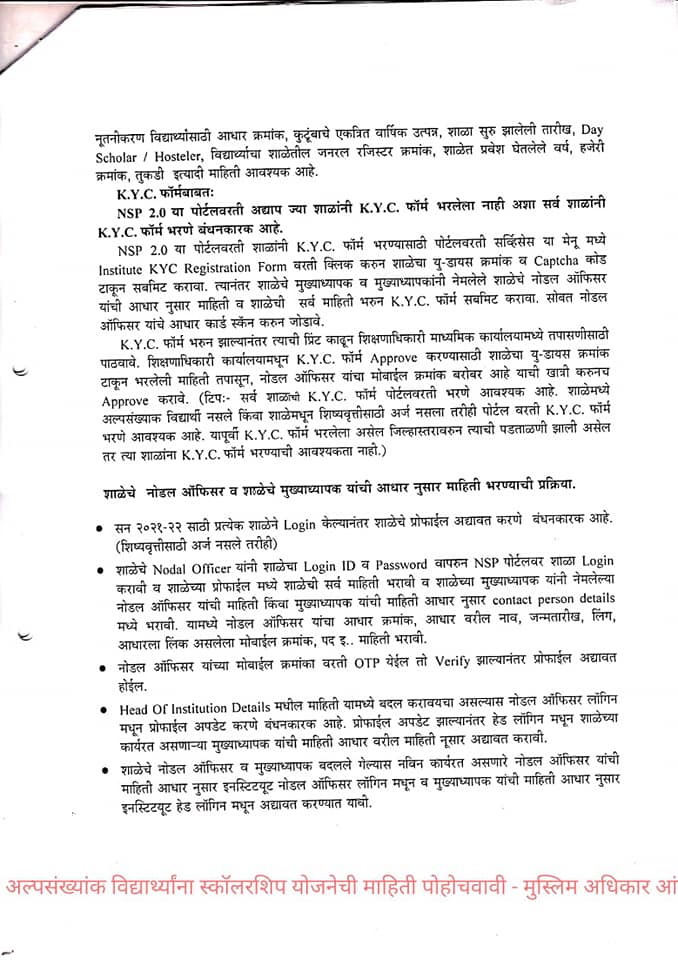 नूतनीकरण विद्यार्थ्यांसाठी आधार क्रमांक, कुटूंबाचे एकत्रित वार्षिक उत्पन्न, शाळा सुरु झालेली तारीख, Day
Scholar / Hosteler, विद्यार्थ्याचा शाळेतील जनरल रजिस्टर क्रमांक, शाळेत प्रवेश घेतलेले वर्ष, हजेरी
क्रमांक, तुकडी इत्यादी माहिती आवश्यक आहे.
K.Y.C. फॉर्मबाबतः
NSP 2.0 या पोर्टलवरती अद्याप ज्या शाळांनी K.Y.C. फॉर्म भरलेला नाही अशा सर्व शाळांनी
K.Y.C. फॉर्म भरणे बंधनकारक आहे.
NSP 2.0 या पोर्टलवरती शाळांनी K.Y.C. फॉर्म भरण्यासाठी पोर्टलवरती सर्व्हिसेस या मेनू मध्ये
Institute KYC Registration Form वरती क्लिक करुन शाळेचा यु-डायस क्रमांक व Captcha कोड
टाकून सबमिट करावा. त्यानंतर शाळेचे मुख्याध्यापक व मुख्याध्यापकांनी नेमलेले शाळेचे नोडल ऑफिसर
यांची आधार नुसार माहिती व शाळेची सर्व माहिती भरुन K.Y.C. फॉर्म सबमिट करावा. सोबत नोडल
ऑफिसर यांचे आधार कार्ड स्कॅन करुन जोडावे.
K.Y.C. फॉर्म भरुन झाल्यानंतर त्याची प्रिंट काढून शिक्षणाधिकारी माध्यमिक कार्यालयामध्ये तपासणीसाठी
पाठवावे. शिक्षणाधिकारी कार्यालयामधून K.Y.C. फॉर्म Approve करण्यासाठी शाळेचा यु-डायस क्रमांक
टाकून भरलेली माहिती तपासून, नोडल ऑफिसर यांचा मोबाईल क्रमांक बरोबर आहे याची खात्री करुनच
Approve करावे. (टिपः- सर्व शाळांची K.Y.C. फॉर्म पोर्टलवरती भरणे आवश्यक आहे. शाळेमध्ये
अल्पसंख्याक विद्यार्थी नसले किंवा शाळेमधून शिष्यवृत्तीसाठी अर्ज नसला तरीही पोर्टल वरती K.Y.C. फॉर्म
भरणे आवश्यक आहे. यापूर्वी K.Y.C. फॉर्म भरलेला असेल जिल्हास्तरावरुन त्याची पडताळणी झाली असेल
तर त्या शाळांना K.Y.C. फॉर्म भरण्याची आवश्यकता नाही.)
शाळेचे नोडल ऑफिसर व शाळेचे मुख्याध्यापक यांची आधार नुसार माहिती भरण्याची प्रक्रिया.
• सन २०२१-२२ साठी प्रत्येक शाळेने Login केल्यानंतर शाळेचे प्रोफाईल अद्यावत करणे बंधनकारक आहे.
(शिष्यवृत्तीसाठी अर्ज नसले तरीही)
• शाळेचे Nodal Officer यांनी शाळेचा Login ID व Password वापरुन NSP पोर्टलवर शाळा Login
करावी व शाळेच्या प्रोफाईल मध्ये शाळेची सर्व माहिती भरावी व शाळेच्या मुख्याध्यापक यांनी नेमलेल्या
नोडल ऑफिसर यांची माहिती किंवा मुख्याध्यापक यांची माहिती आधार नुसार contact person details
मध्ये भरावी. यामध्ये नोडल ऑफिसर यांचा आधार क्रमांक, आधार वरील नाव, जन्मतारीख, लिंग,
आधारला लिंक असलेला मोबाईल क्रमांक, पद इ.. माहिती भरावी.
• नोडल ऑफिसर यांच्या मोबाईल क्रमांका वरती OTP येईल तो Verify झाल्यानंतर प्रोफाईल अद्यावत
होईल.
• Head Of Institution Details मधील माहिती यामध्ये बदल करावयचा असल्यास नोडल ऑफिसर लॉगिन
मधून प्रोफाईल अपडेट करणे बंधनकारक आहे. प्रोफाईल अपडेट झाल्यानंतर हेड लॉगिन मधून शाळेच्या
कार्यरत असणाऱ्या मुख्याध्यापक यांची माहिती आधार वरील माहिती नूसार अद्यावत करावी.
• शाळेचे नोडल ऑफिसर व मुख्याध्यापक बदलले गेल्यास नविन कार्यरत असणारे नोडल ऑफिसर यांची
माहिती आधार नुसार इनस्टिटयूट नोडल ऑफिसर लॉगिन मधून व मुख्याध्यापक यांची माहिती आधार नुसार
इनस्टिटयूट हेड लॉगिन मधून अद्यावत करण्यात यावी.
अल्पसंख्यांक विद्यार्थ्यांना स्कॉलरशिप योजनेची माहिती पोहोचवावी - मुस्लिम अधिकार आं